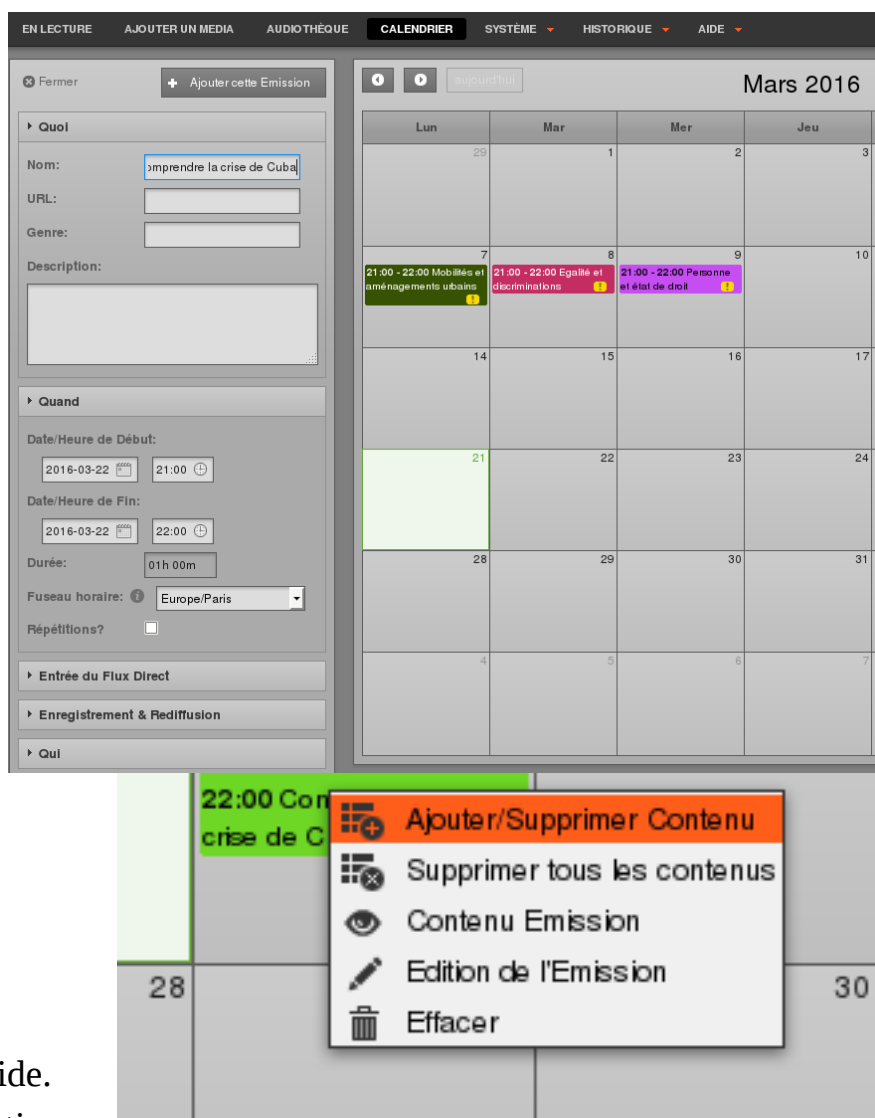 EN LECTURE AJOUTER UN MEDIA AUDIOTHÈQUE CALENDRIER SYSTÈME HISTORIQUE AIDE
Fermer
+ Ajouter cette Emission
Quoi
Nom: omprendre la crise de Cuba
URL:
Genre:
Description:
Quand
Date/Heure de Début:
2016-03-22 21:00
Date/Heure de Fin:
2016-03-22 22:00
Durée: 01h 00m
Fuseau horaire: i Europe/Paris
Répétitions?
Entrée du Flux Direct
Enregistrement & Rediffusion
Qui
aujourd'hui
Mars 2016
Lun Mar Mer Jeu
29 1 2 3
7 8 9 10
21:00 - 22:00 Mobilités et
aménagements urbains !
21:00 - 22:00 Egalité et
discriminations !
21:00 - 22:00 Personne
et état de droit !
14 15 16 17
21 22 23 24
28 29 30 31
4 5 6 7
22:00 Con
crise de C
Ajouter/Supprimer Contenu
Supprimer tous les contenus
Contenu Emission
Edition de l'Emission
Effacer
28 30
ide.